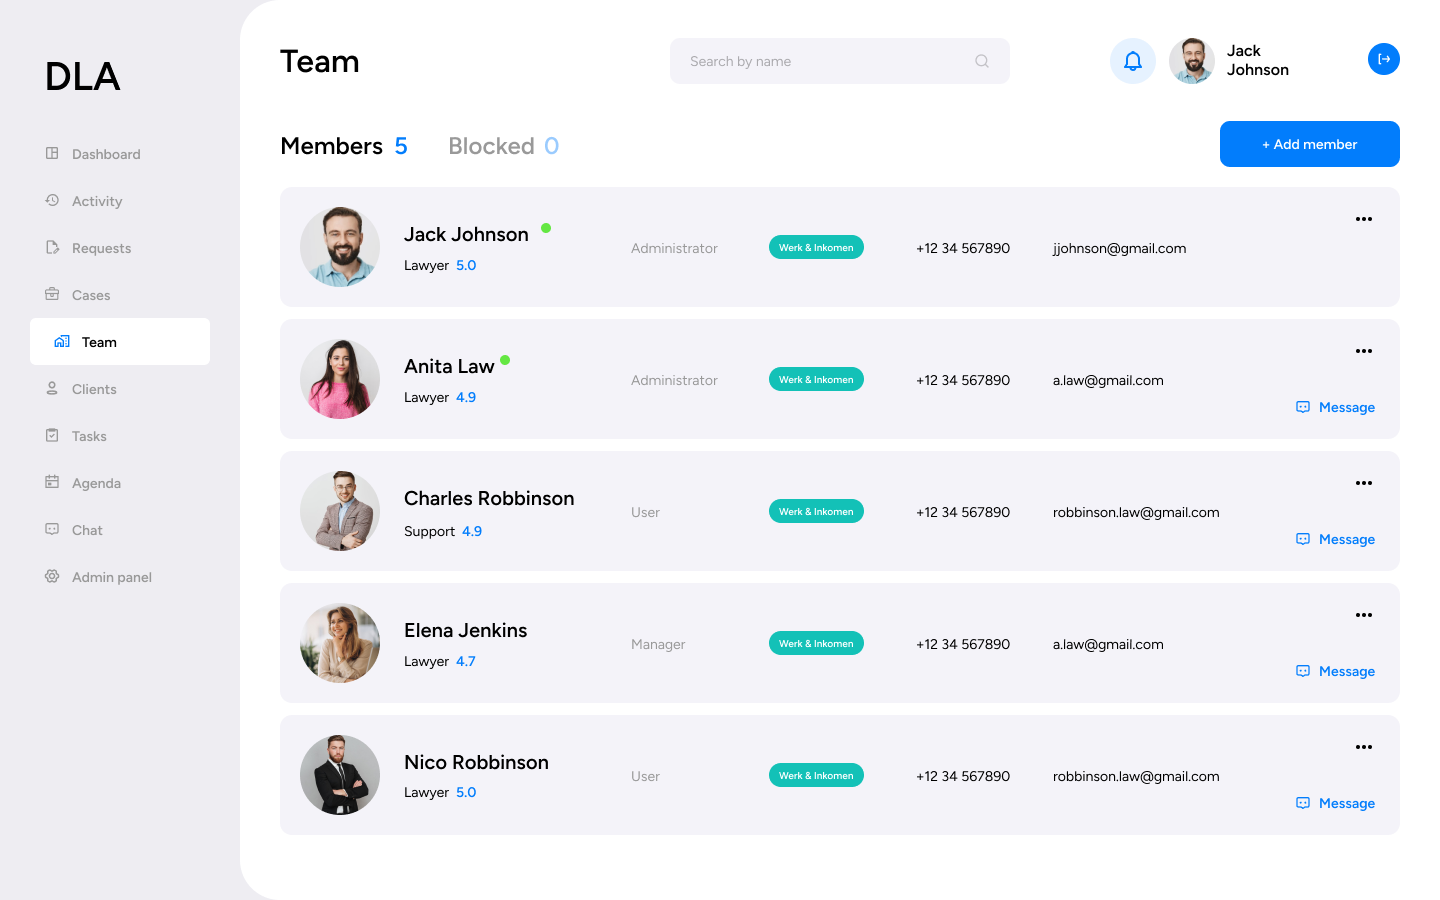 DLA
Dashboard
Activity
Requests
Cases
Team
Clients
Tasks
Agenda
Chat
Admin panel
Team
Search by name
Jack
Johnson
Members 5
Blocked 0
+ Add member
Jack Johnson
Lawyer 5.0
Administrator
Werk & Inkomen
+12 34 567890
jjohnson@gmail.com
Anita Law
Lawyer 4.9
Administrator
Werk & Inkomen
+12 34 567890
a.law@gmail.com
Message
Charles Robbinson
Support 4.9
User
Werk & Inkomen
+12 34 567890
robbinson.law@gmail.com
Message
Elena Jenkins
Lawyer 4.7
Manager
Werk & Inkomen
+12 34 567890
a.law@gmail.com
Message
Nico Robbinson
Lawyer 5.0
User
Werk & Inkomen
+12 34 567890
robbinson.law@gmail.com
Message